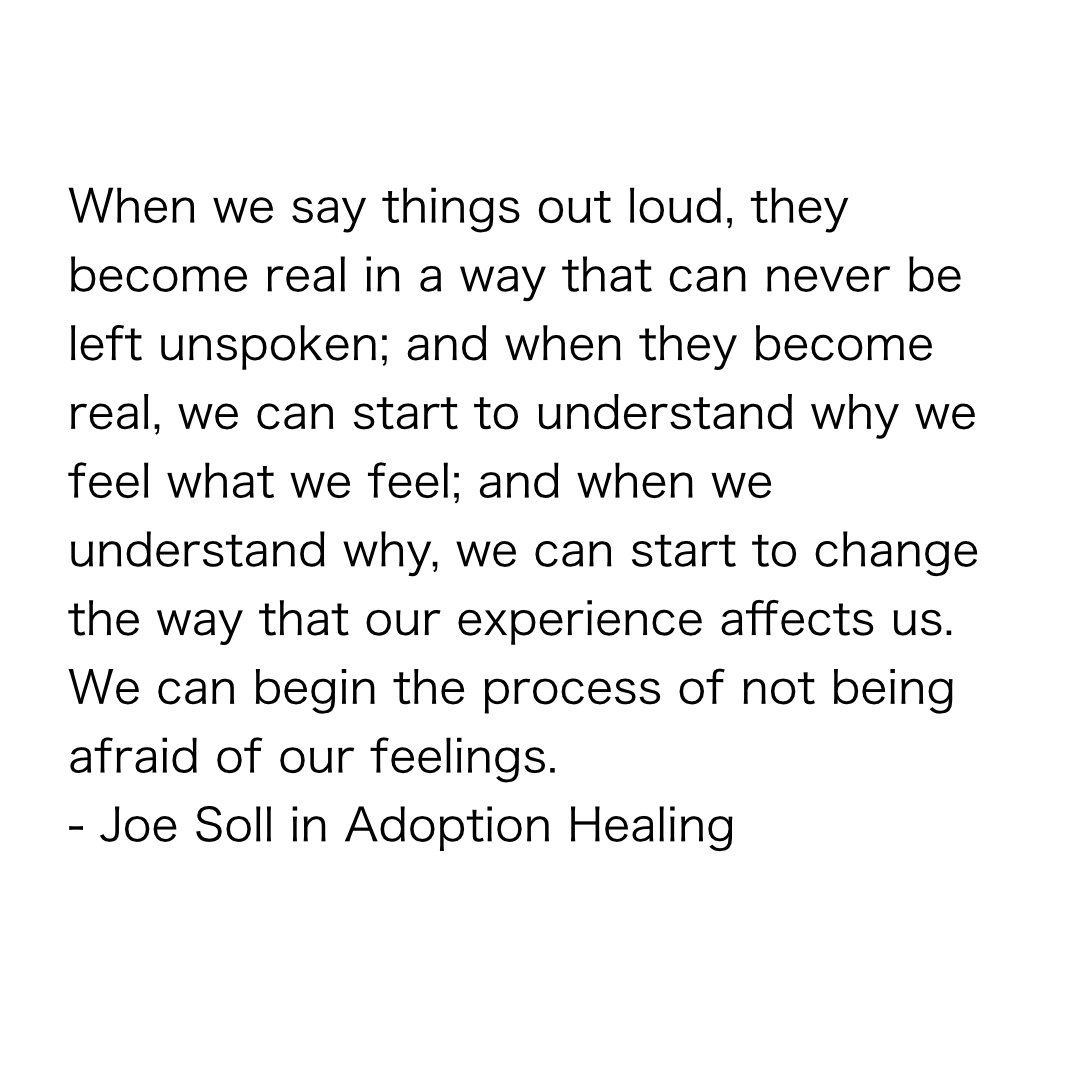 When we say things out loud, they
become real in a way that can never be
left unspoken; and when they become
real, we can start to understand why we
feel what we feel; and when we
understand why, we can start to change
the way that our experience affects us.
We can begin the process of not being
afraid of our feelings.
- Joe Soll in Adoption Healing